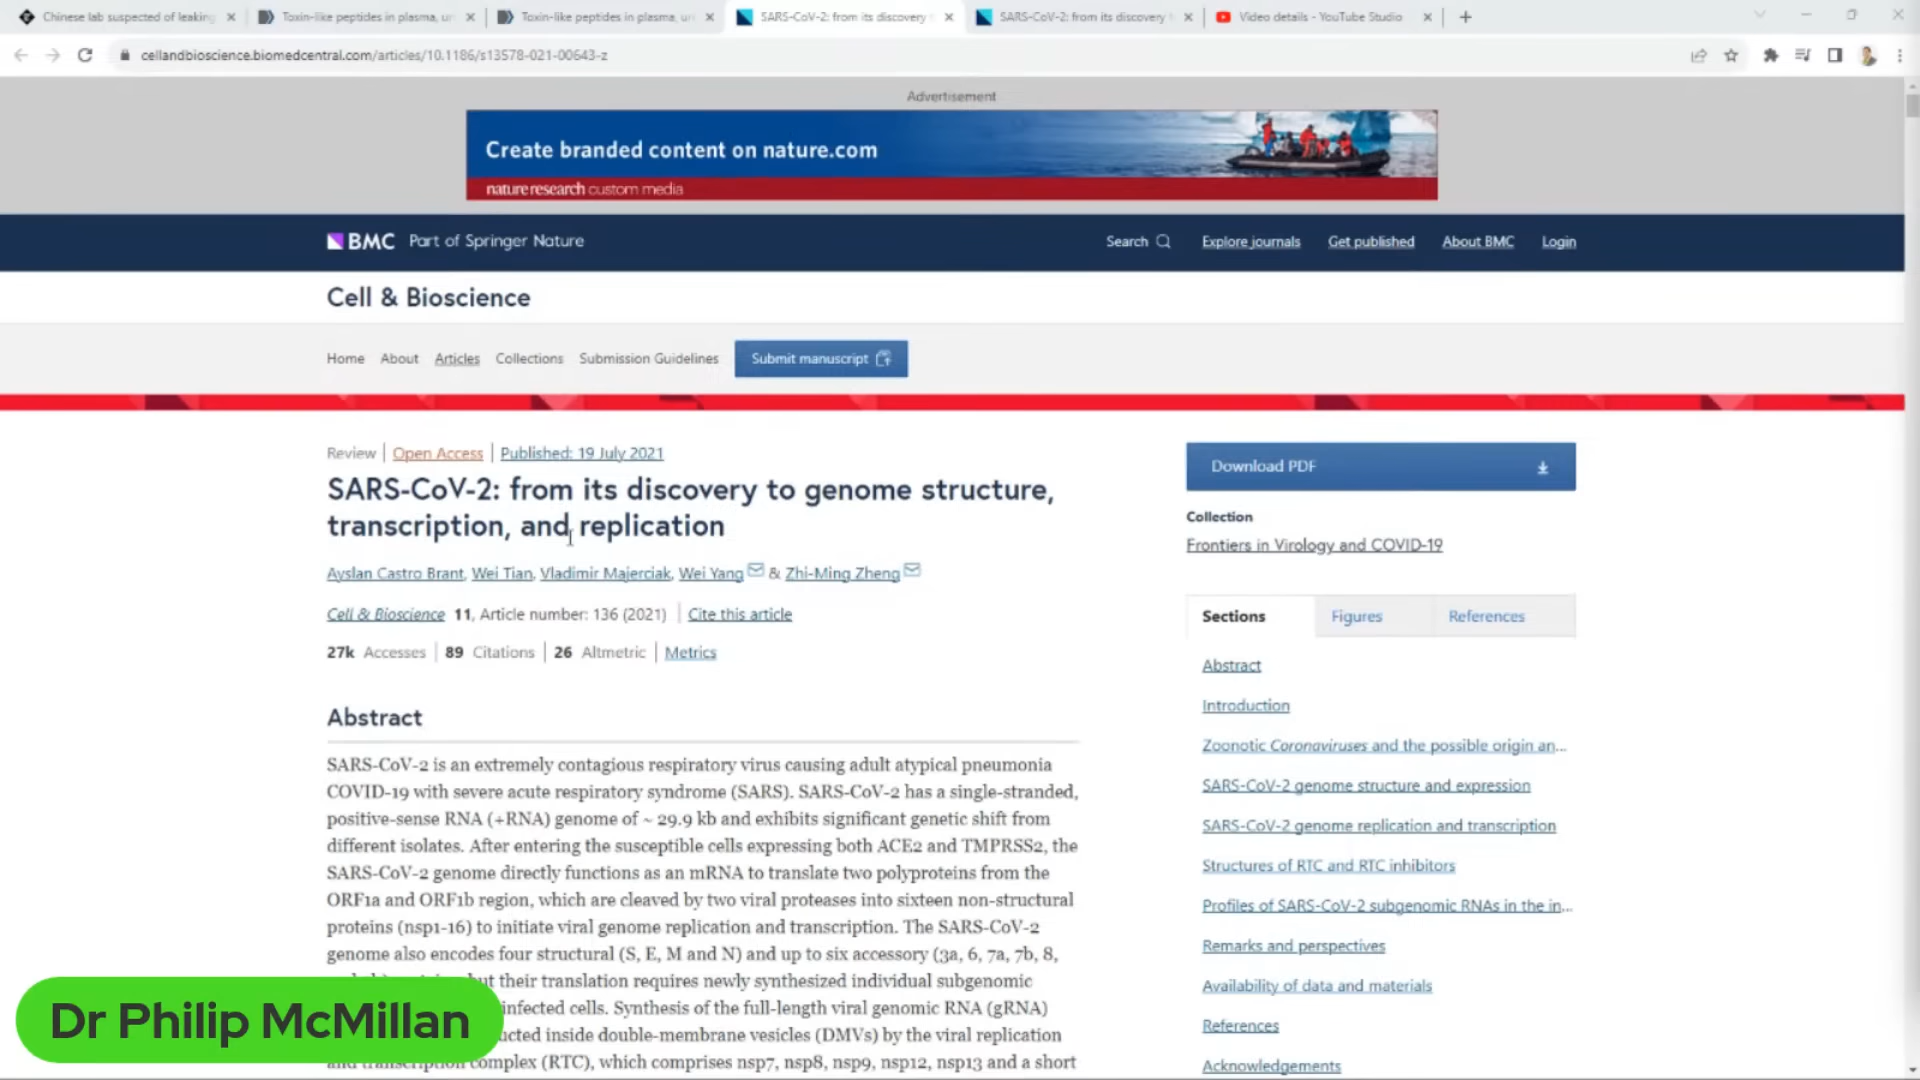 Chinese lab suspected of leaking
Toxin-like peptides in plasma, ur
Toxin-like peptides in plasma, uri
SARS-CoV-2: from its discovery t
SARS-CoV-2: from its discovery t
Video details - YouTube Studio
cellandbioscience.biomedcentral.com/articles/10.1186/s13578-021-00643-z
Advertisement
Create branded content on nature.com
natureresearch custom media
BMC Part of Springer Nature
Search Explore journals Get published About BMC Login
Cell & Bioscience
Home About Articles Collections Submission Guidelines Submit manuscript
Review | Open Access | Published: 19 July 2021
SARS-CoV-2: from its discovery to genome structure,
transcription, and replication
Ayslan Castro Brant, Wei Tian, Vladimir Majerciak, Wei Yang & Zhi-Ming Zheng
Cell & Bioscience 11, Article number: 136 (2021) | Cite this article
27k Accesses | 89 Citations | 26 Altmetric | Metrics
Abstract
SARS-CoV-2 is an extremely contagious respiratory virus causing adult atypical pneumonia
COVID-19 with severe acute respiratory syndrome (SARS). SARS-CoV-2 has a single-stranded,
positive-sense RNA (+RNA) genome of ~ 29.9 kb and exhibits significant genetic shift from
different isolates. After entering the susceptible cells expressing both ACE2 and TMPRSS2, the
SARS-CoV-2 genome directly functions as an mRNA to translate two polyproteins from the
ORF1a and ORF1b region, which are cleaved by two viral proteases into sixteen non-structural
proteins (nsp1-16) to initiate viral genome replication and transcription. The SARS-CoV-2
genome also encodes four structural (S, E, M and N) and up to six accessory (3a, 6, 7a, 7b, 8,
but their translation requires newly synthesized individual subgenomic
infected cells. Synthesis of the full-length viral genomic RNA (gRNA)
ucted inside double-membrane vesicles (DMVs) by the viral replication
and transcription complex (RTC), which comprises nsp7, nsp8, nsp9, nsp12, nsp13 and a short
Download PDF
Collection
Frontiers in Virology and COVID-19
Sections Figures References
Abstract
Introduction
Zoonotic Coronaviruses and the possible origin an...
SARS-CoV-2 genome structure and expression
SARS-CoV-2 genome replication and transcription
Structures of RTC and RTC inhibitors
Profiles of SARS-CoV-2 subgenomic RNAs in the in...
Remarks and perspectives
Availability of data and materials
References
Acknowledgements
Dr Philip McMillan